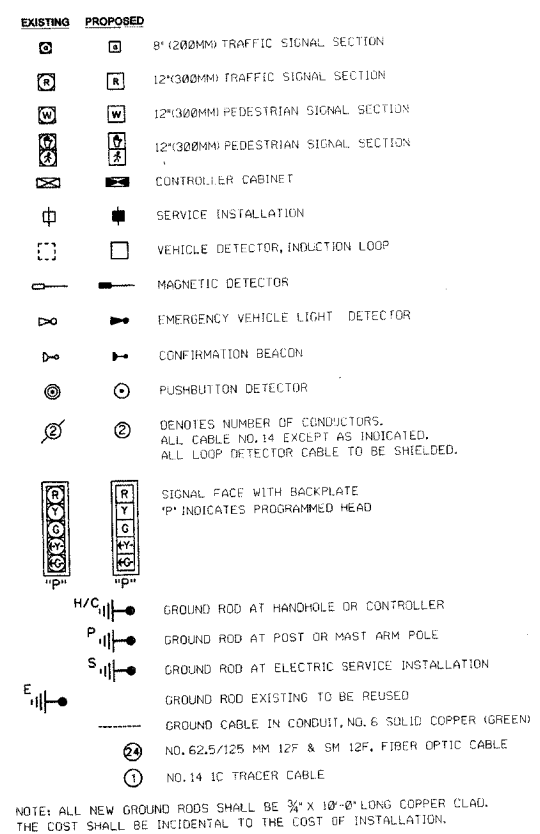 EXISTING PROPOSED
8" (200MM) TRAFFIC SIGNAL SECTION
R R 12"(300MM) TRAFFIC SIGNAL SECTION
W W 12"(300MM) PEDESTRIAN SIGNAL SECTION
12"(300MM) PEDESTRIAN SIGNAL SECTION
CONTROLLER CABINET
SERVICE INSTALLATION
VEHICLE DETECTOR, INDUCTION LOOP
MAGNETIC DETECTOR
EMERGENCY VEHICLE LIGHT DETECTOR
CONFIRMATION BEACON
PUSHBUTTON DETECTOR
2 2 DENOTES NUMBER OF CONDUCTORS.
ALL CABLE NO. 14 EXCEPT AS INDICATED.
ALL LOOP DETECTOR CABLE TO BE SHIELDED.
R R SIGNAL FACE WITH BACKPLATE
Y Y "P" INDICATES PROGRAMMED HEAD
G G
Y Y
G G
"P" "P"
H/C GROUND ROD AT HANDHOLE OR CONTROLLER
P GROUND ROD AT POST OR MAST ARM POLE
S GROUND ROD AT ELECTRIC SERVICE INSTALLATION
E GROUND ROD EXISTING TO BE REUSED
GROUND CABLE IN CONDUIT, NO. 6 SOLID COPPER (GREEN)
24 NO. 62.5/125 MM 12F & SM 12F. FIBER OPTIC CABLE
1 NO. 14 1C TRACER CABLE
NOTE: ALL NEW GROUND RODS SHALL BE ¾" X 10'-0" LONG COPPER CLAD.
THE COST SHALL BE INCIDENTAL TO THE COST OF INSTALLATION.